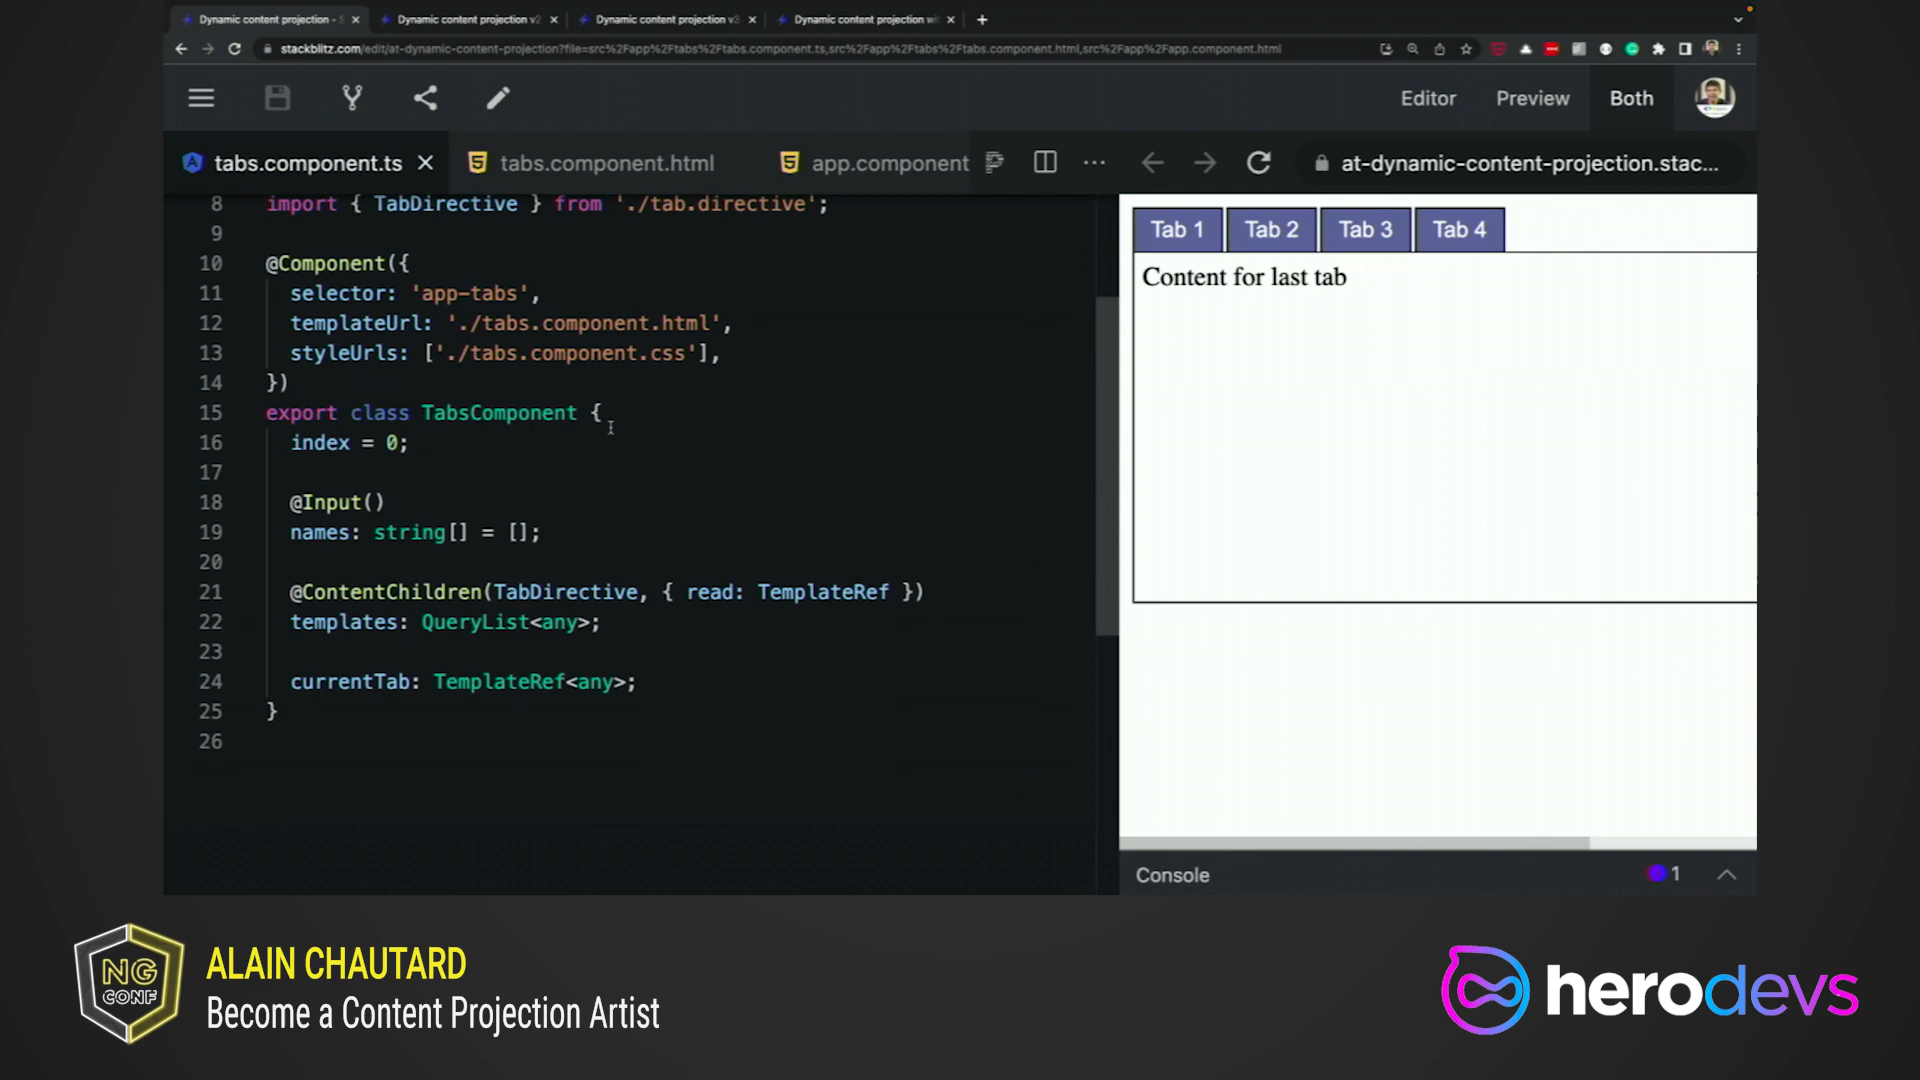 Dynamic content projection - S
Dynamic content projection v2
Dynamic content projection v3
Dynamic content projection wi
stackblitz.com/edit/at-dynamic-content-projection?file=src%2Fapp%2Ftabs%2Ftabs.component.ts,src%2Fapp%2Ftabs%2Ftabs.component.html,src%2Fapp%2Fapp.component.html
Editor Preview Both
tabs.component.ts
tabs.component.html
app.component
at-dynamic-content-projection.stac...
8 import { TabDirective } from './tab.directive';
9
10 @Component({
11 selector: 'app-tabs',
12 templateUrl: './tabs.component.html',
13 styleUrls: ['./tabs.component.css'],
14 })
15 export class TabsComponent {
16 index = 0;
17
18 @Input()
19 names: string[] = [];
20
21 @ContentChildren(TabDirective, { read: TemplateRef })
22 templates: QueryList<any>;
23
24 currentTab: TemplateRef<any>;
25 }
26
Tab 1 Tab 2 Tab 3 Tab 4
Content for last tab
Console
1
NG
CONF
ALAIN CHAUTARD
Become a Content Projection Artist
herodevs